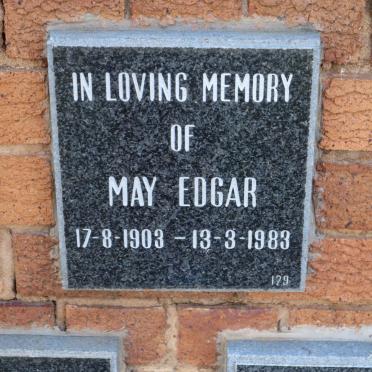 IN LOVING MEMORY
OF
MAY EDGAR
17-8-1903 – 13-3-1983
129